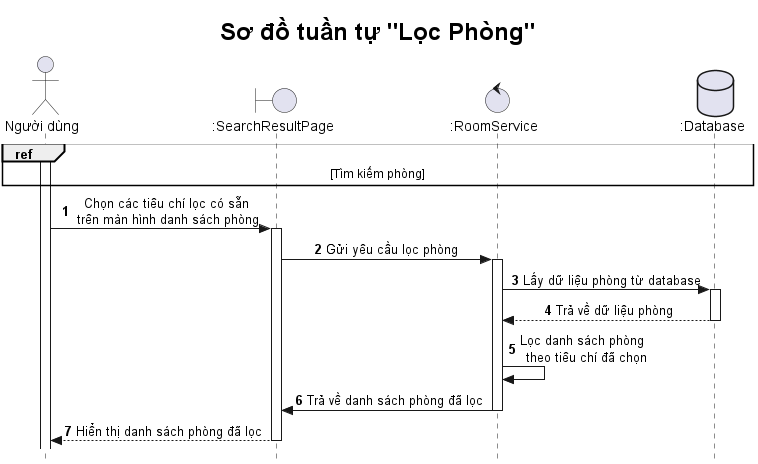 Sơ đồ tuần tự "Lọc Phòng"
Người dùng
:SearchResultPage
:RoomService
:Database
ref
[Tìm kiếm phòng]
1 Chọn các tiêu chí lọc có sẵn
trên màn hình danh sách phòng
2 Gửi yêu cầu lọc phòng
3 Lấy dữ liệu phòng từ database
4 Trả về dữ liệu phòng
5 Lọc danh sách phòng
theo tiêu chí đã chọn
6 Trả về danh sách phòng đã lọc
7 Hiển thị danh sách phòng đã lọc